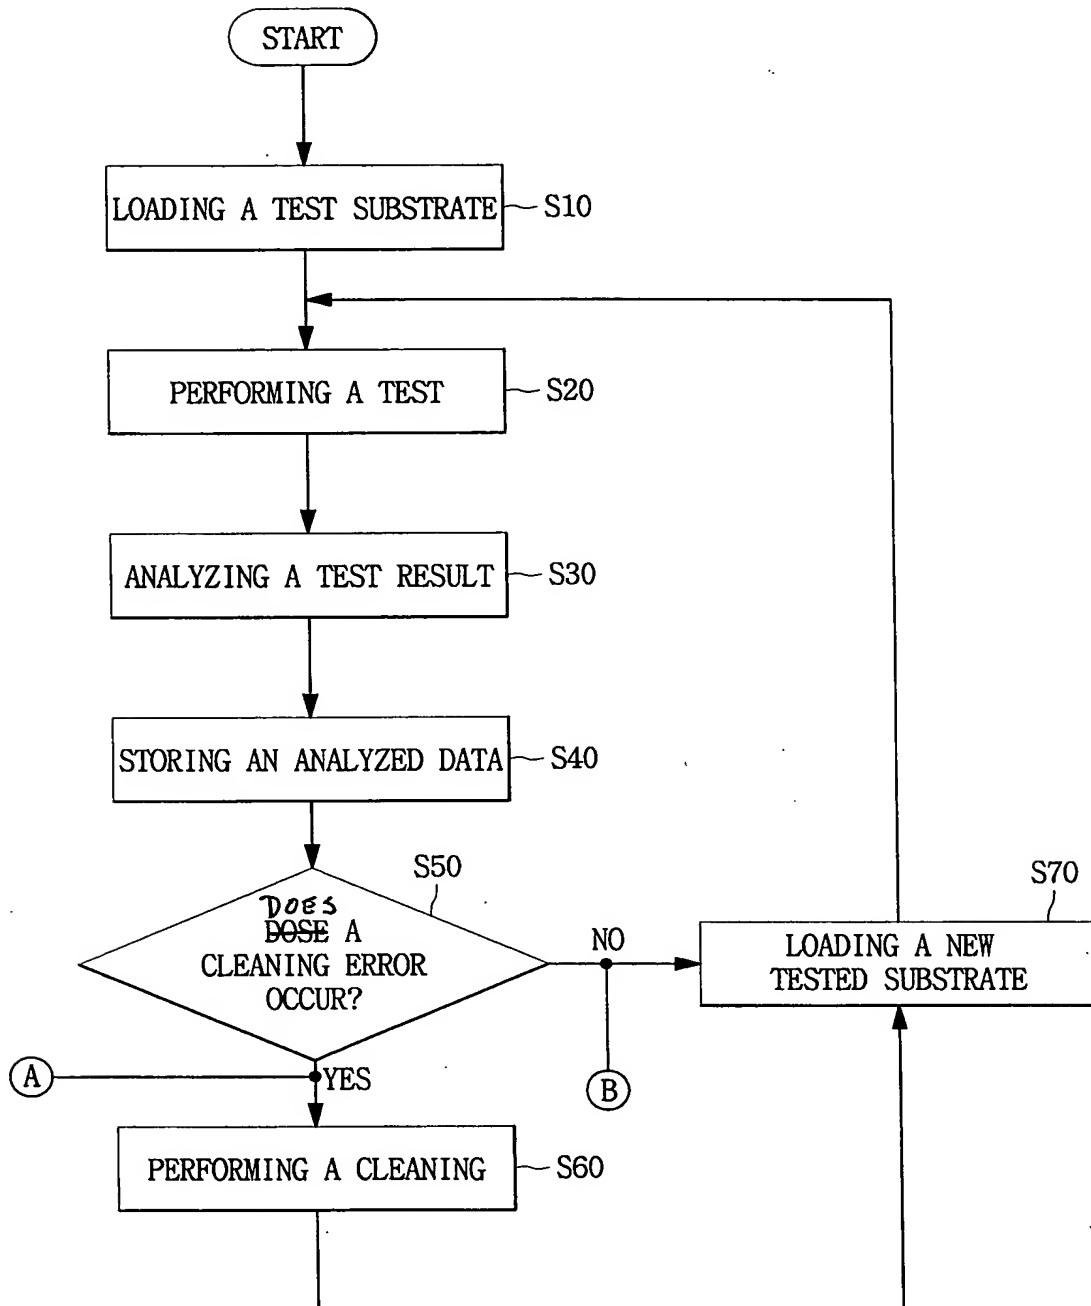 START
LOADING A TEST SUBSTRATE
S10
PERFORMING A TEST
S20
ANALYZING A TEST RESULT
S30
STORING AN ANALYZED DATA
S40
S50
DOES
DOSE A
CLEANING ERROR
OCCUR?
NO
S70
LOADING A NEW
TESTED SUBSTRATE
A
YES
B
PERFORMING A CLEANING
S60